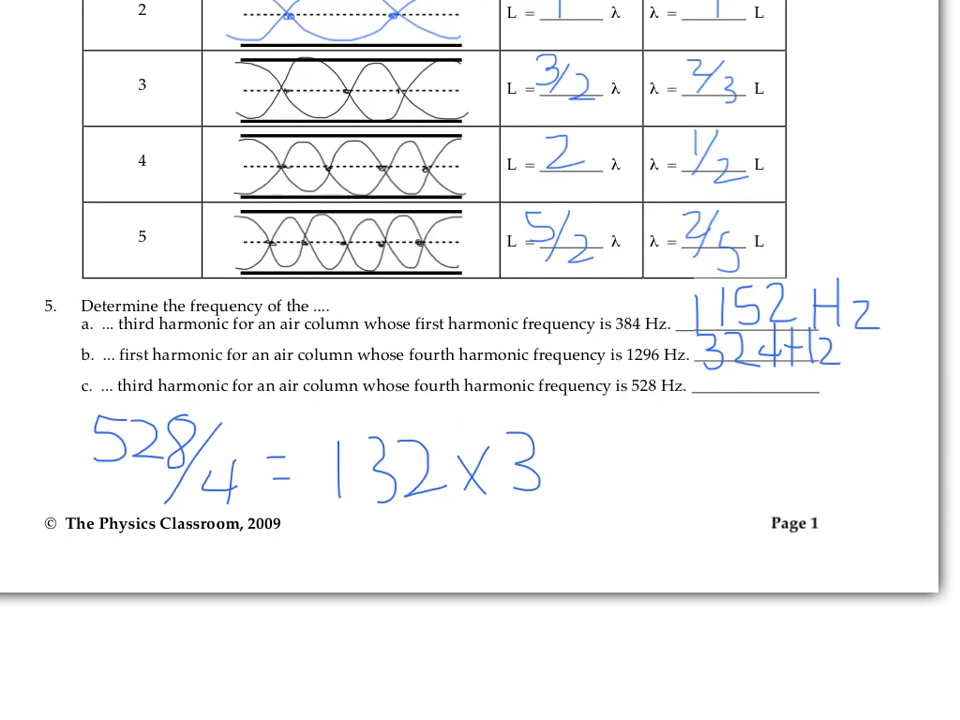 2 L = 1 λ λ = 1 L
3 L = 3/2 λ λ = 2/3 L
4 L = 2 λ λ = 1/2 L
5 L = 5/2 λ λ = 2/5 L
5. Determine the frequency of the ....
a. ... third harmonic for an air column whose first harmonic frequency is 384 Hz. 1152 Hz
b. ... first harmonic for an air column whose fourth harmonic frequency is 1296 Hz. 324 Hz
c. ... third harmonic for an air column whose fourth harmonic frequency is 528 Hz.
528/4 = 132 x 3
© The Physics Classroom, 2009 Page 1